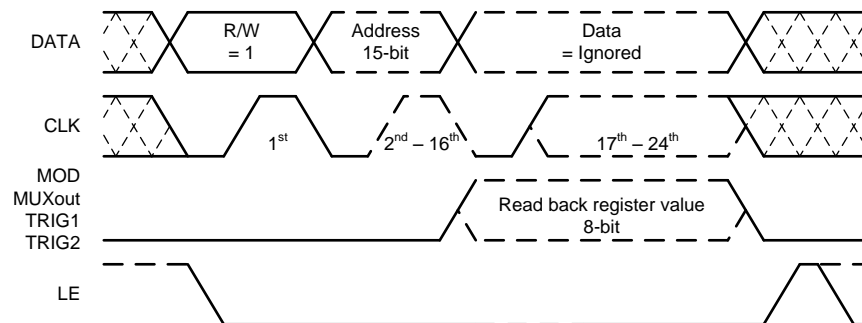 DATA
R/W
= 1
Address
15-bit
Data
= Ignored
CLK
1st
2nd – 16th
17th – 24th
MOD
MUXout
TRIG1
TRIG2
Read back register value
8-bit
LE